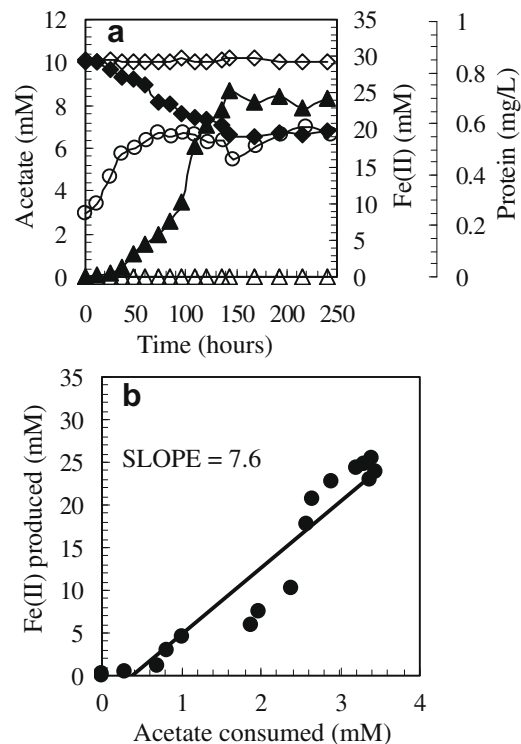 a
12
10
8
6
4
2
0
Acetate (mM)
35
30
25
20
15
10
5
0
Fe(II) (mM)
1
0.8
0.6
0.4
0.2
0
Protein (mg/L)
0 50 100 150 200 250
Time (hours)
b
35
30
25
20
15
10
5
0
Fe(II) produced (mM)
SLOPE = 7.6
0 1 2 3 4
Acetate consumed (mM)